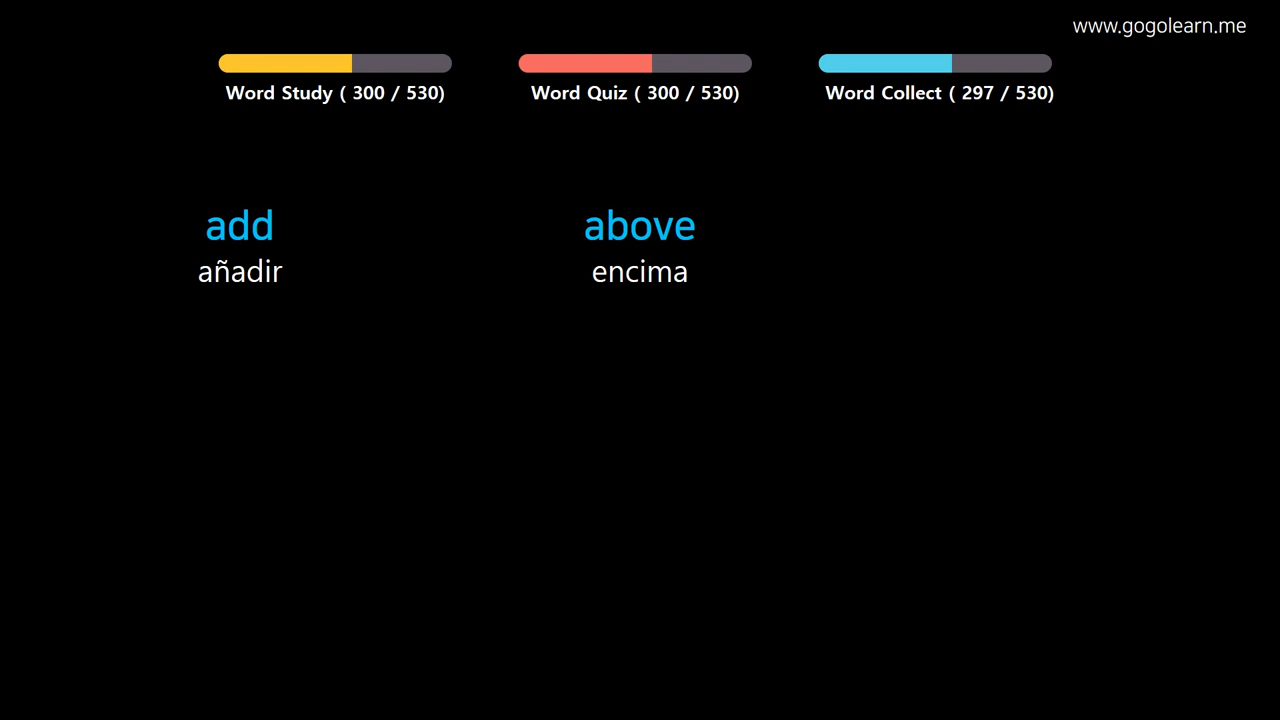 www.gogolearn.me
Word Study ( 300 / 530)
Word Quiz ( 300 / 530)
Word Collect ( 297 / 530)
add
añadir
above
encima